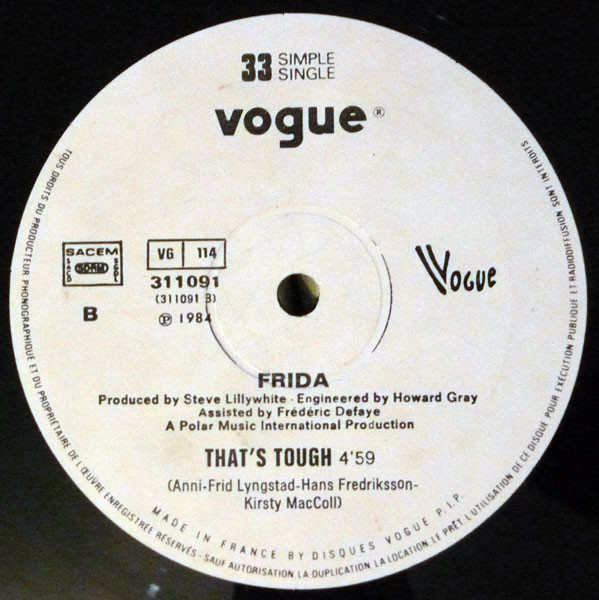 33 SIMPLE
SINGLE
vogue®
SACEM
SACD SDRM SGDL
VG 114
311091
(311091 B)
B
Ⓟ 1984
VOGUE
FRIDA
Produced by Steve Lillywhite · Engineered by Howard Gray
Assisted by Frédéric Defaye
A Polar Music International Production
THAT'S TOUGH 4'59
(Anni-Frid Lyngstad-Hans Fredriksson-
Kirsty MacColl)
MADE IN FRANCE BY DISQUES VOGUE P.I.P.
TOUS DROITS DU PRODUCTEUR PHONOGRAPHIQUE ET DU PROPRIÉTAIRE DE L'ŒUVRE ENREGISTRÉE RÉSERVÉS - SAUF AUTORISATION LA DUPLICATION LA LOCATION, LE PRÊT, L'UTILISATION DE CE DISQUE POUR EXÉCUTION PUBLIQUE ET RADIODIFFUSION SONT INTERDITS